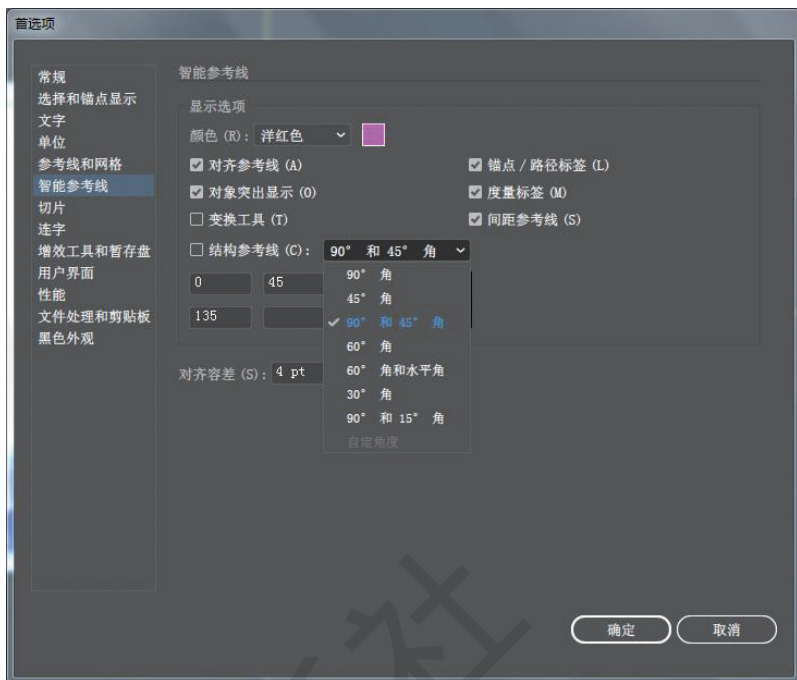 首选项
常规
选择和锚点显示
文字
单位
参考线和网格
智能参考线
切片
连字
增效工具和暂存盘
用户界面
性能
文件处理和剪贴板
黑色外观
智能参考线
显示选项
颜色 (R): 洋红色
对齐参考线 (A)
锚点 / 路径标签 (L)
对象突出显示 (O)
度量标签 (M)
变换工具 (T)
间距参考线 (S)
结构参考线 (C): 90° 和 45° 角
0 45
135
90° 角
45° 角
90° 和 45° 角
60° 角
60° 角和水平角
30° 角
90° 和 15° 角
自定角度
对齐容差 (S): 4 pt
确定 取消
社